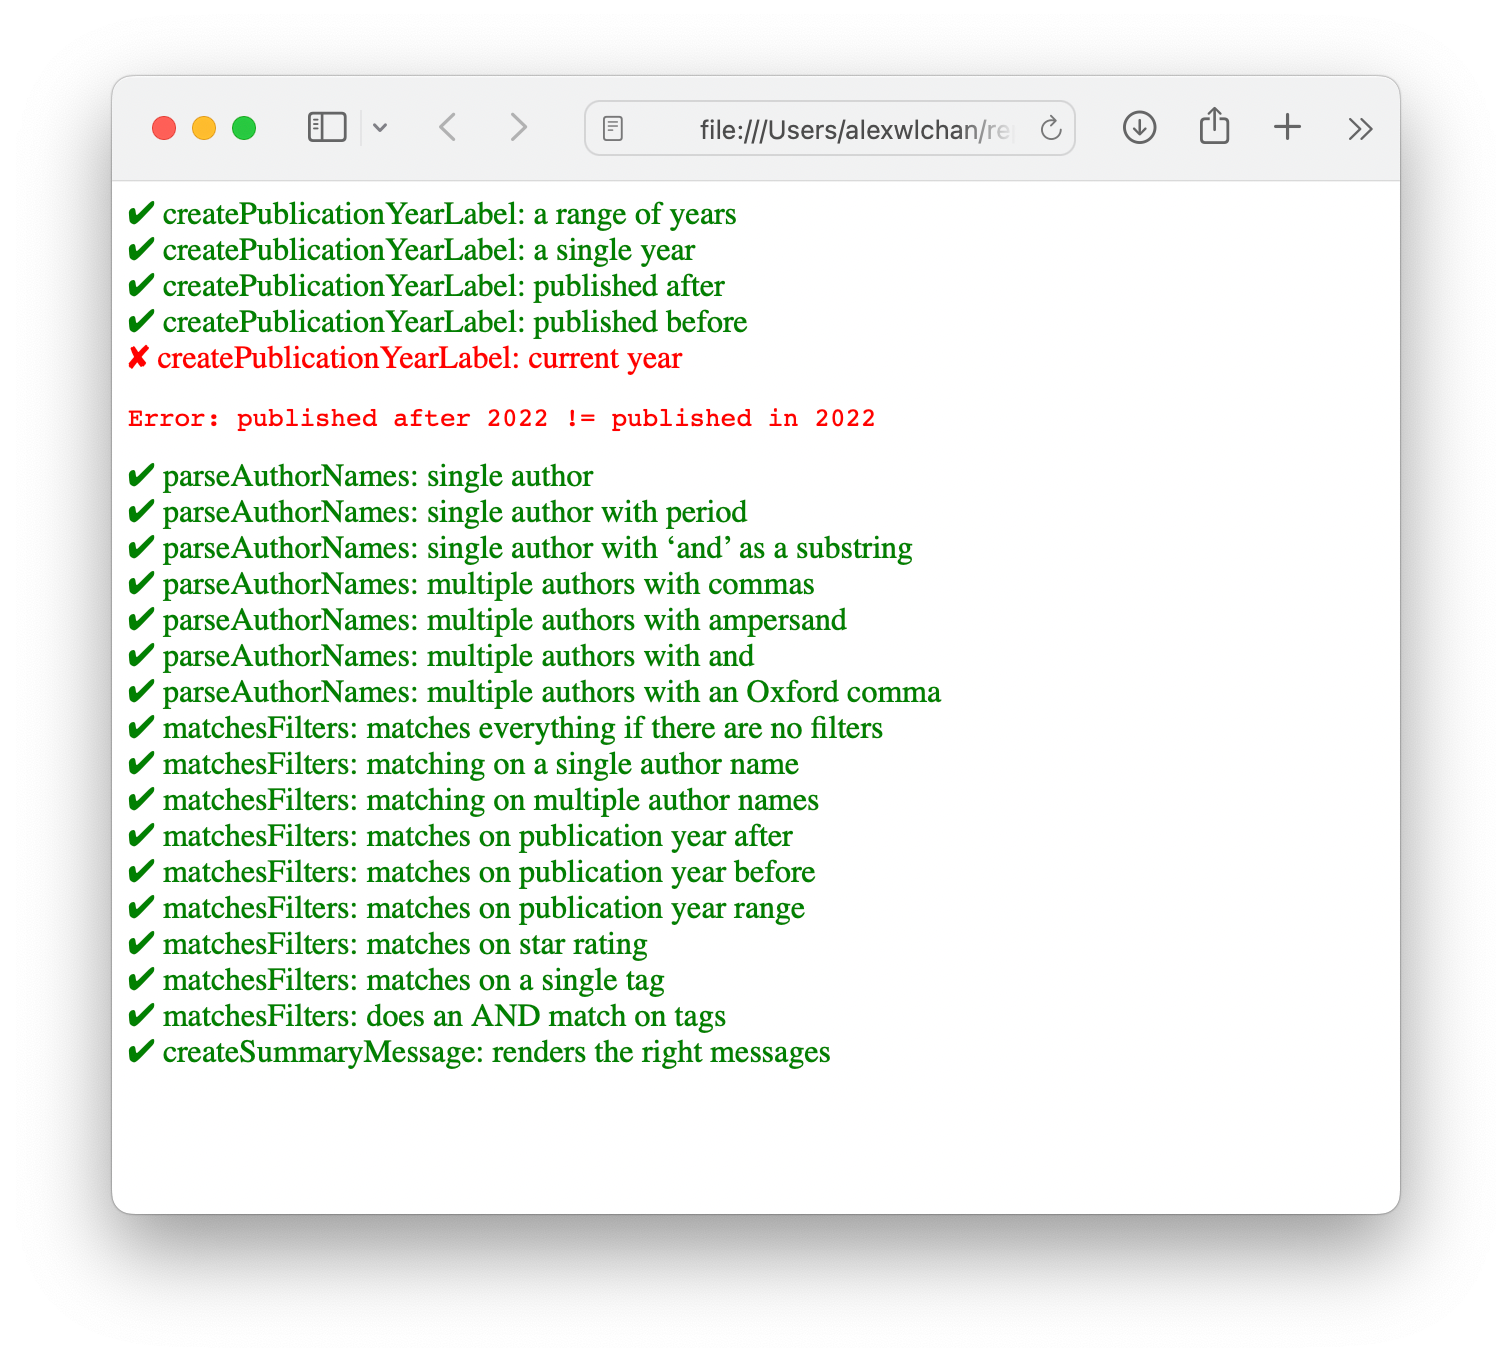 file:///Users/alexwlchan/re
✔ createPublicationYearLabel: a range of years
✔ createPublicationYearLabel: a single year
✔ createPublicationYearLabel: published after
✔ createPublicationYearLabel: published before
✘ createPublicationYearLabel: current year
Error: published after 2022 != published in 2022
✔ parseAuthorNames: single author
✔ parseAuthorNames: single author with period
✔ parseAuthorNames: single author with ‘and’ as a substring
✔ parseAuthorNames: multiple authors with commas
✔ parseAuthorNames: multiple authors with ampersand
✔ parseAuthorNames: multiple authors with and
✔ parseAuthorNames: multiple authors with an Oxford comma
✔ matchesFilters: matches everything if there are no filters
✔ matchesFilters: matching on a single author name
✔ matchesFilters: matching on multiple author names
✔ matchesFilters: matches on publication year after
✔ matchesFilters: matches on publication year before
✔ matchesFilters: matches on publication year range
✔ matchesFilters: matches on star rating
✔ matchesFilters: matches on a single tag
✔ matchesFilters: does an AND match on tags
✔ createSummaryMessage: renders the right messages